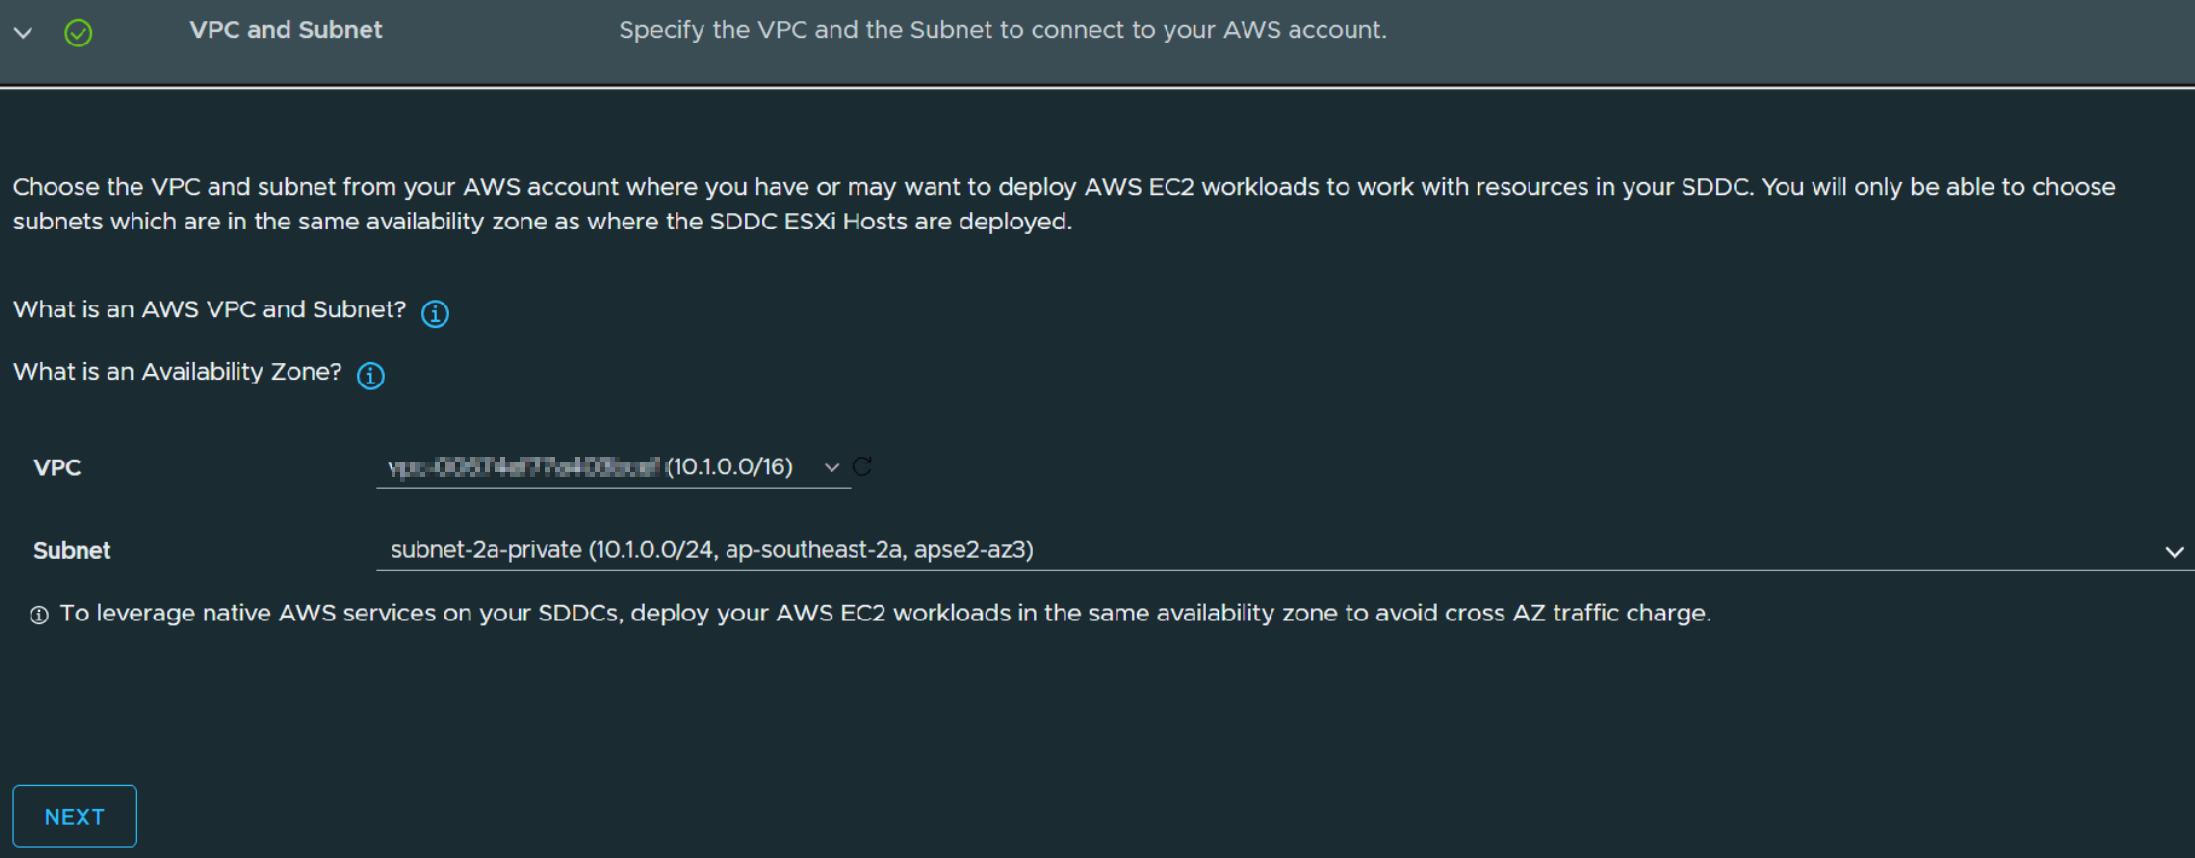 VPC and Subnet
Specify the VPC and the Subnet to connect to your AWS account.
Choose the VPC and subnet from your AWS account where you have or may want to deploy AWS EC2 workloads to work with resources in your SDDC. You will only be able to choose
subnets which are in the same availability zone as where the SDDC ESXi Hosts are deployed.
What is an AWS VPC and Subnet?
What is an Availability Zone?
VPC
(10.1.0.0/16)
Subnet
subnet-2a-private (10.1.0.0/24, ap-southeast-2a, apse2-az3)
To leverage native AWS services on your SDDCs, deploy your AWS EC2 workloads in the same availability zone to avoid cross AZ traffic charge.
NEXT